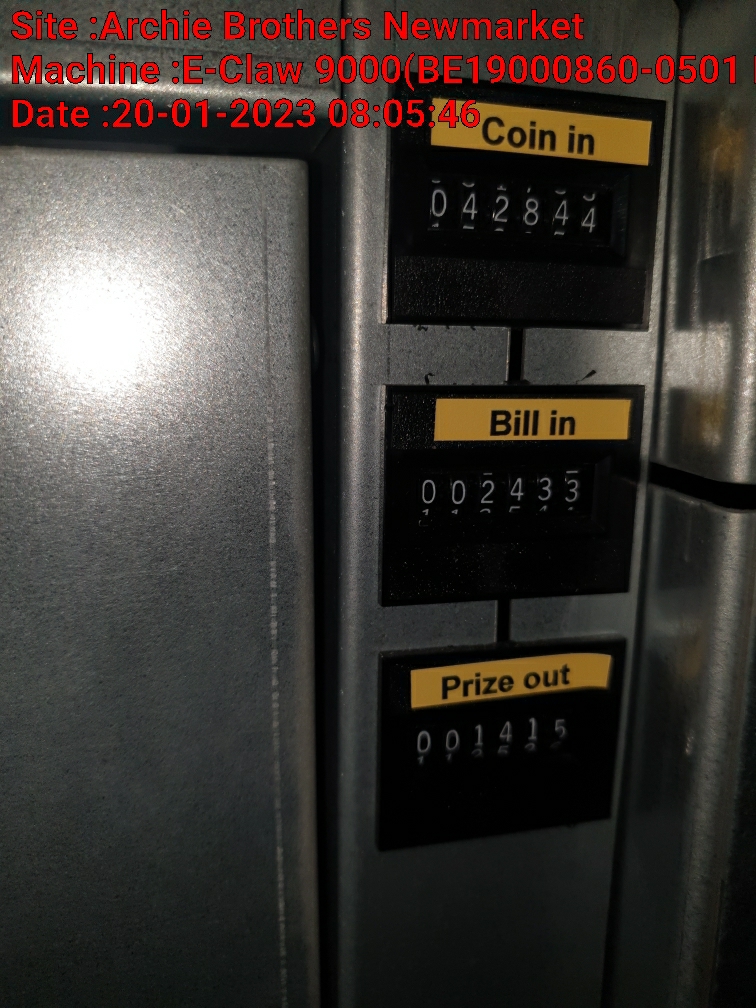 Site :Archie Brothers Newmarket
Machine :E-Claw 9000(BE19000860-0501
Date :20-01-2023 08:05:46
Coin in
042844
Bill in
002433
Prize out
001415